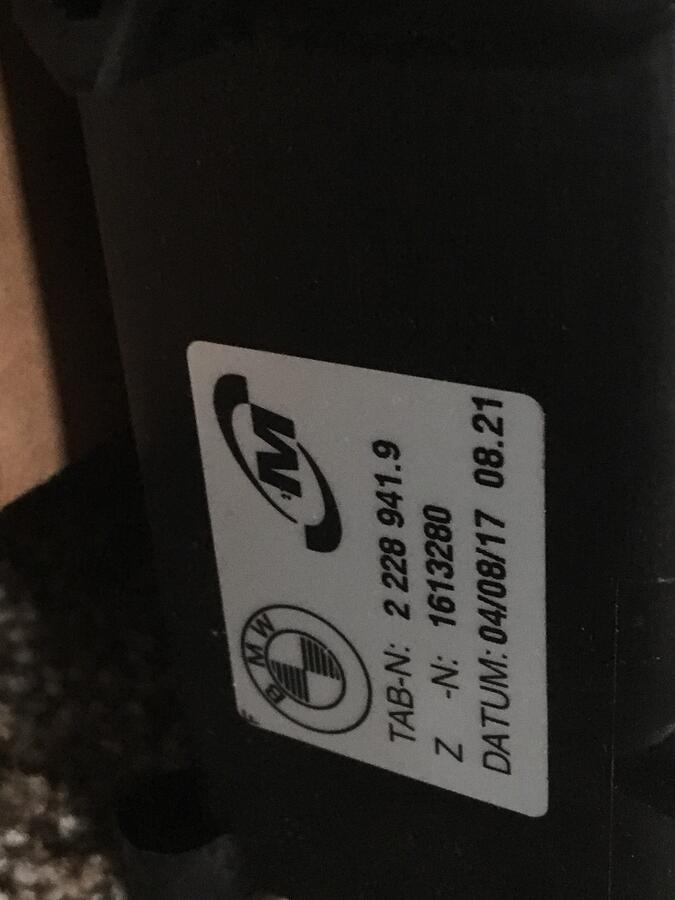 BMW
M
TAB-N: 2 228 941.9
Z -N: 1613280
DATUM: 04/08/17 08.21